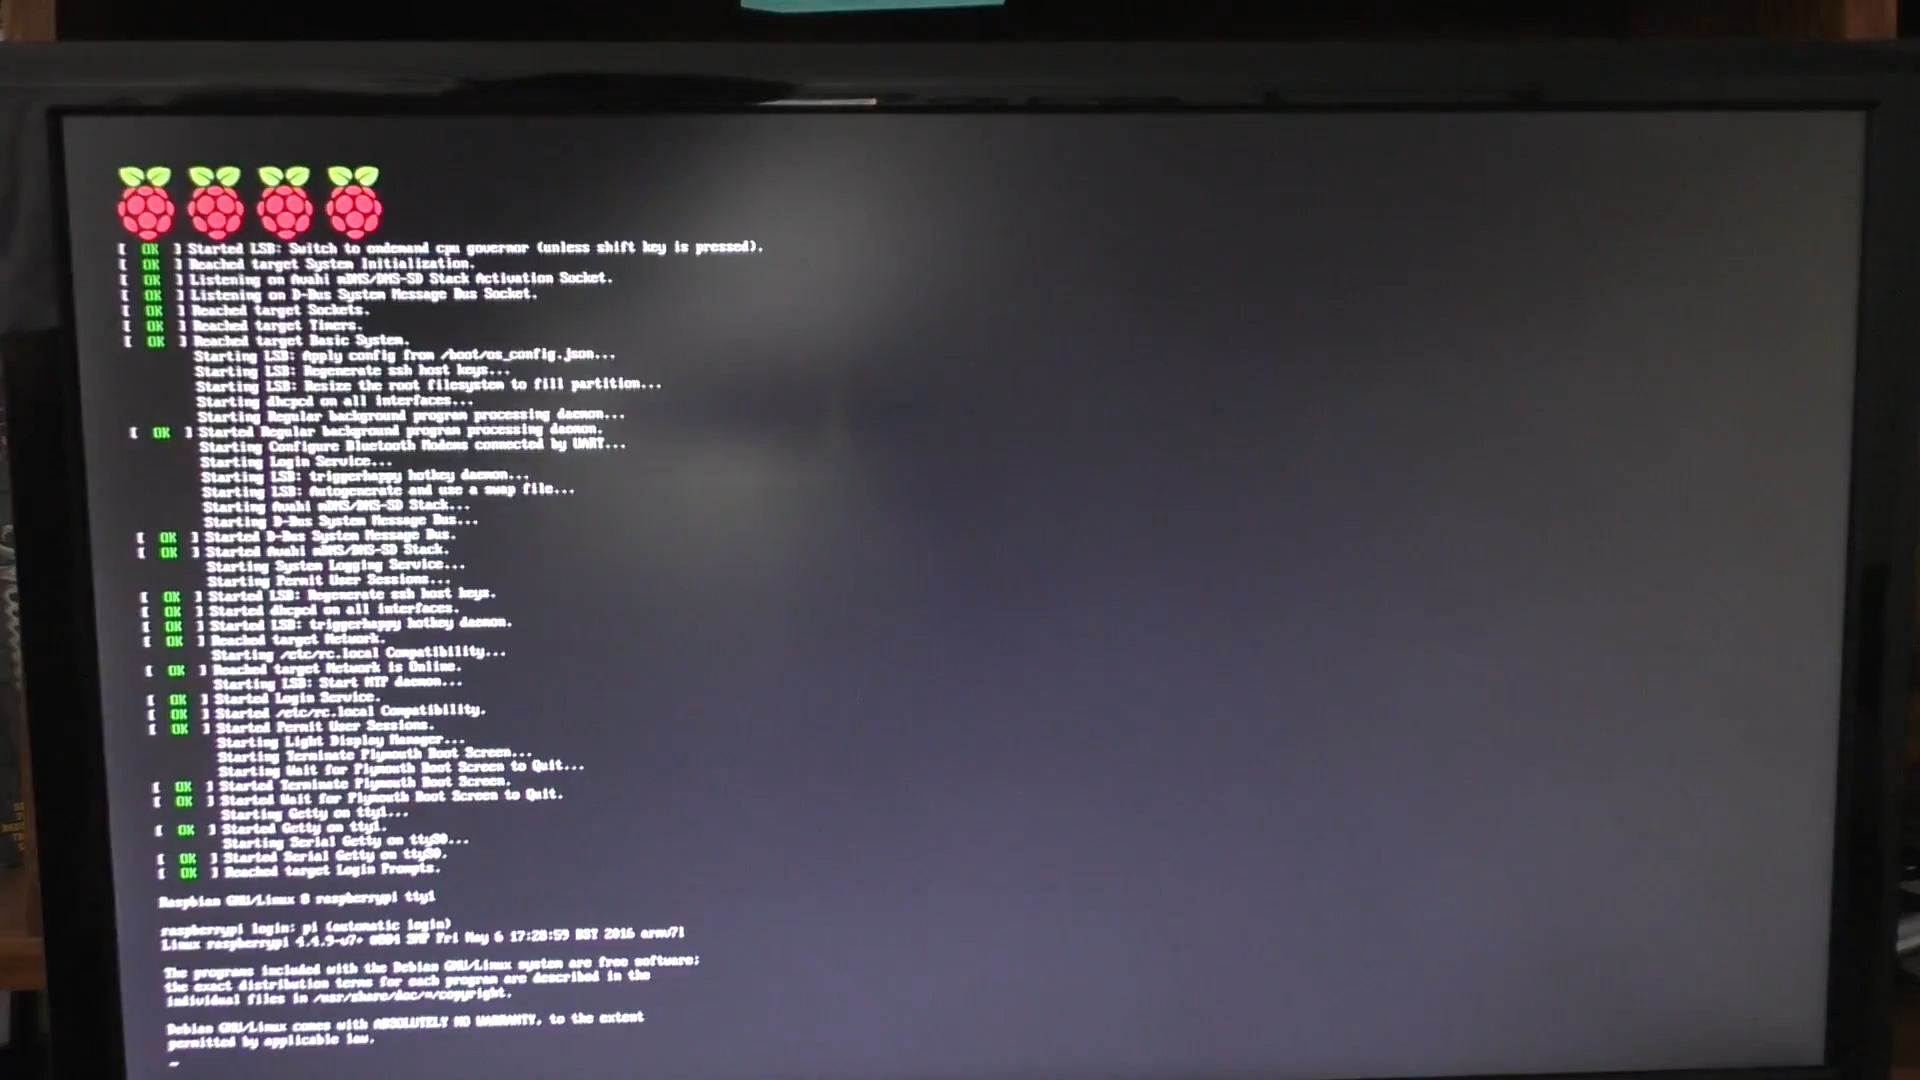 [ OK ] Started LSB: Switch to ondemand cpu governor (unless shift key is pressed).
[ OK ] Reached target System Initialization.
[ OK ] Listening on Avahi mDNS/DNS-SD Stack Activation Socket.
[ OK ] Listening on D-Bus System Message Bus Socket.
[ OK ] Reached target Sockets.
[ OK ] Reached target Timers.
[ OK ] Reached target Basic System.
Starting LSB: Apply config from /boot/os_config.json...
Starting LSB: Regenerate ssh host keys...
Starting LSB: Resize the root filesystem to fill partition...
Starting dhcpcd on all interfaces...
Starting Regular background program processing daemon...
[ OK ] Started Regular background program processing daemon.
Starting Configure Bluetooth Modems connected by UART...
Starting Login Service...
Starting LSB: triggerhappy hotkey daemon...
Starting LSB: Autogenerate and use a swap file...
Starting Avahi mDNS/DNS-SD Stack...
Starting D-Bus System Message Bus...
[ OK ] Started D-Bus System Message Bus.
[ OK ] Started Avahi mDNS/DNS-SD Stack.
Starting System Logging Service...
Starting Permit User Sessions...
[ OK ] Started LSB: Regenerate ssh host keys.
[ OK ] Started dhcpcd on all interfaces.
[ OK ] Started LSB: triggerhappy hotkey daemon.
[ OK ] Reached target Network.
Starting /etc/rc.local Compatibility...
[ OK ] Reached target Network is Online.
Starting LSB: Start NTP daemon...
[ OK ] Started Login Service.
[ OK ] Started /etc/rc.local Compatibility.
[ OK ] Started Permit User Sessions.
Starting Light Display Manager...
Starting Terminate Plymouth Boot Screen...
Starting Wait for Plymouth Boot Screen to Quit...
[ OK ] Started Terminate Plymouth Boot Screen.
[ OK ] Started Wait for Plymouth Boot Screen to Quit.
Starting Getty on tty1...
[ OK ] Started Getty on tty1.
Starting Serial Getty on ttyS0...
[ OK ] Started Serial Getty on ttyS0.
[ OK ] Reached target Login Prompts.
Raspbian GNU/Linux 8 raspberrypi tty1
raspberrypi login: pi (automatic login)
Linux raspberrypi 4.4.9-v7+ #884 SMP Fri May 6 17:28:59 BST 2016 armv7l
The programs included with the Debian GNU/Linux system are free software;
the exact distribution terms for each program are described in the
individual files in /usr/share/doc/*/copyright.
Debian GNU/Linux comes with ABSOLUTELY NO WARRANTY, to the extent
permitted by applicable law.